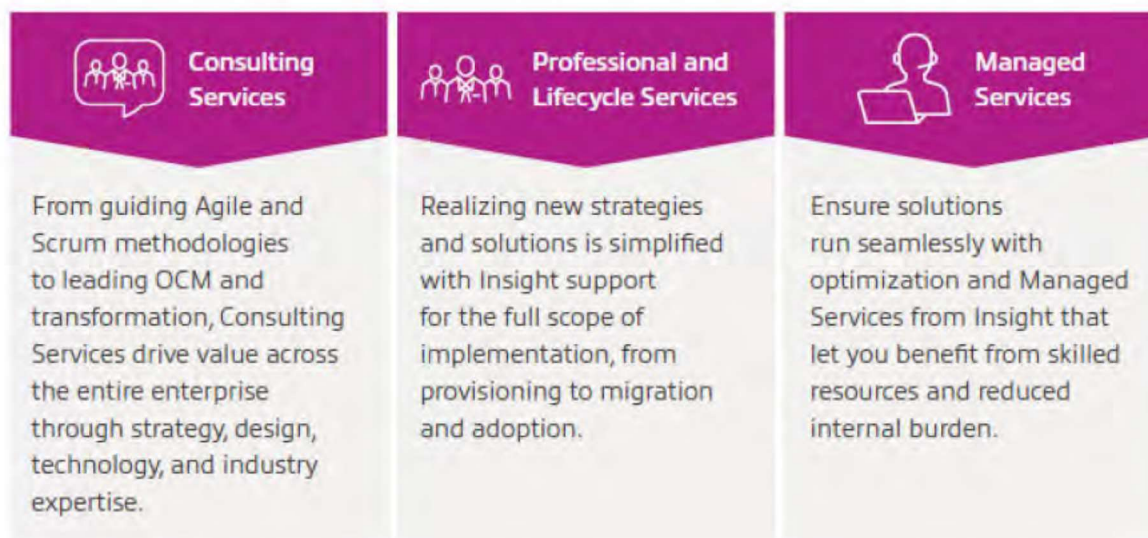 Consulting
Services
From guiding Agile and
Scrum methodologies
to leading OCM and
transformation, Consulting
Services drive value across
the entire enterprise
through strategy, design,
technology, and industry
expertise.
Professional and
Lifecycle Services
Realizing new strategies
and solutions is simplified
with Insight support
for the full scope of
implementation, from
provisioning to migration
and adoption.
Managed
Services
Ensure solutions
run seamlessly with
optimization and Managed
Services from Insight that
let you benefit from skilled
resources and reduced
internal burden.